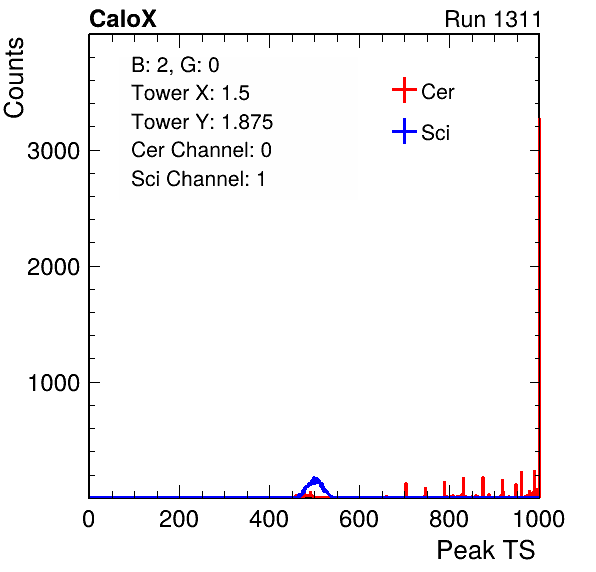 CaloX
Run 1311
Counts
B: 2, G: 0
Tower X: 1.5
Tower Y: 1.875
Cer Channel: 0
Sci Channel: 1
Cer
Sci
3000
2000
1000
0
200
400
600
800
1000
Peak TS